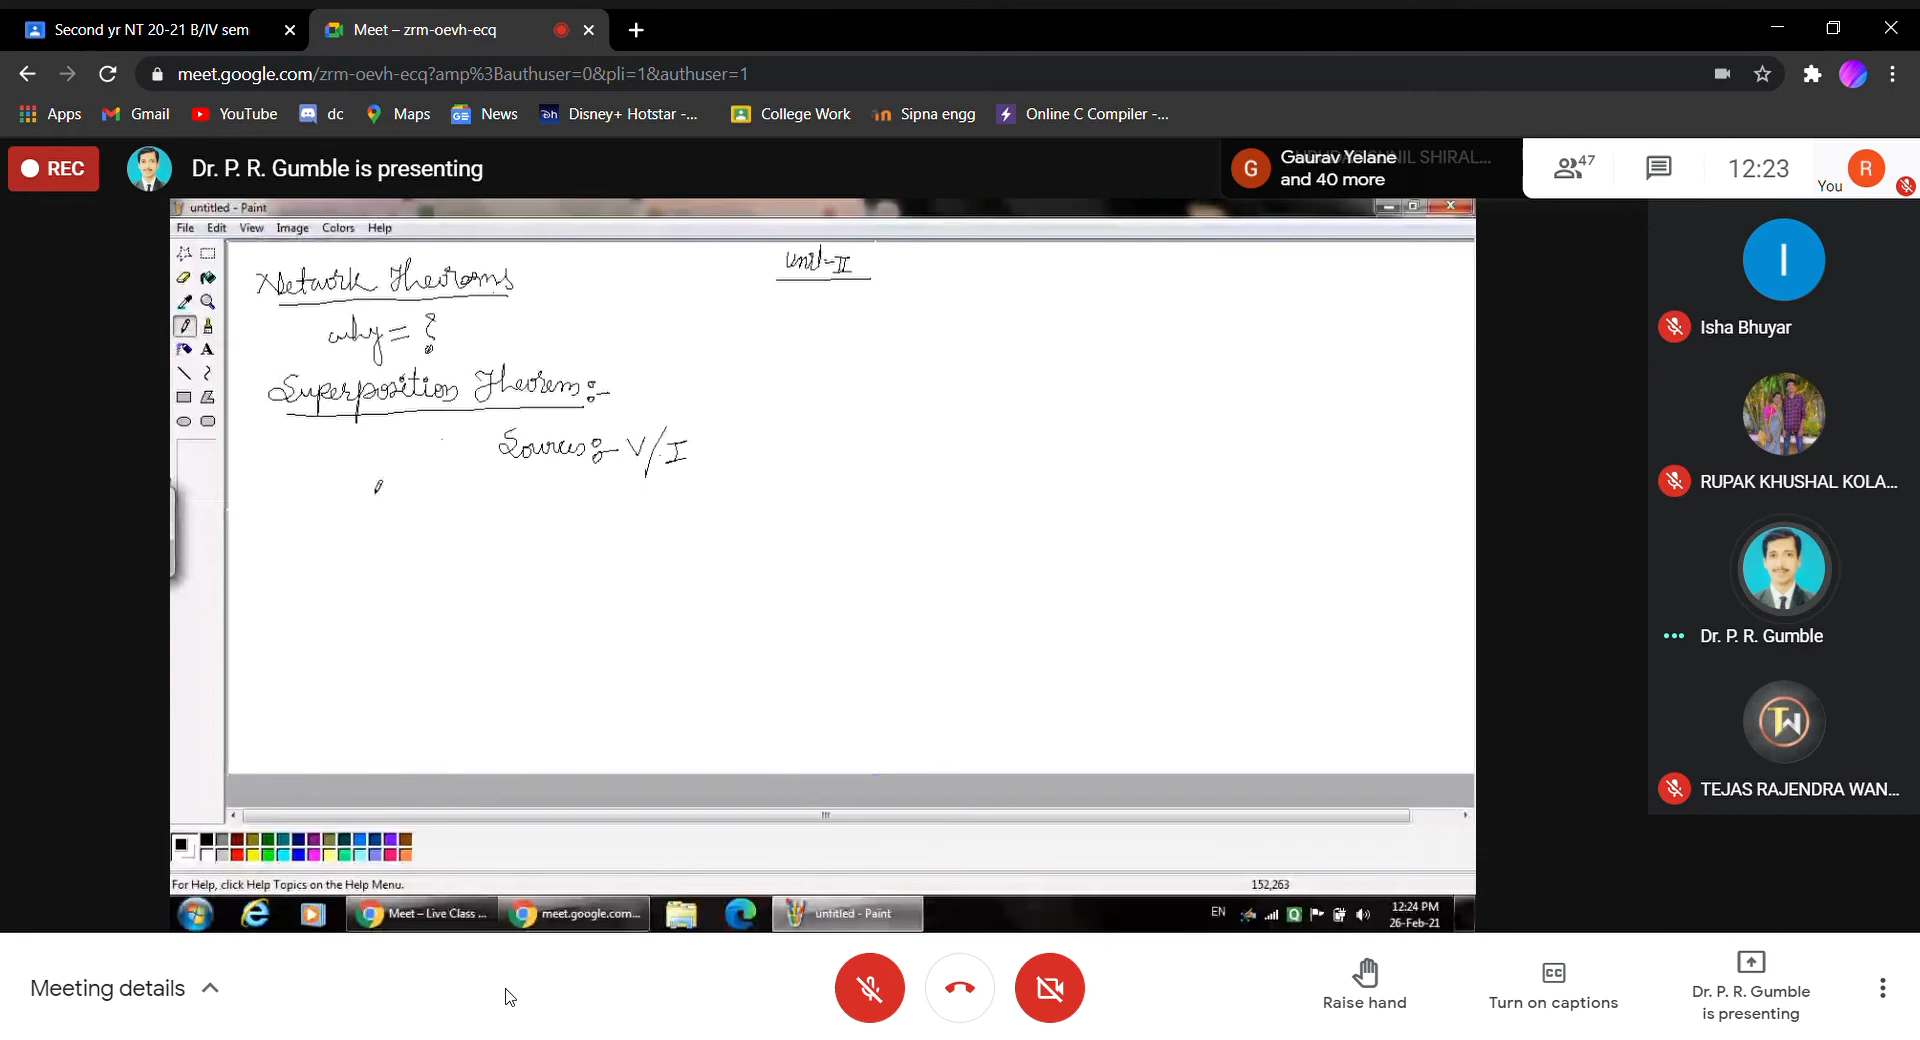 Second yr NT 20-21 B/IV sem
Meet – zrm-oevh-ecq
meet.google.com/zrm-oevh-ecq?amp%3Bauthuser=0&pli=1&authuser=1
Apps Gmail YouTube dc Maps News Disney+ Hotstar -... College Work Sipna engg Online C Compiler -...
REC
Dr. P. R. Gumble is presenting
G
Gaurav Yelane
SUNIL SHIRAL...
and 40 more
47
12:23
You
R
untitled - Paint
File Edit View Image Colors Help
Unit-II
Network Theorems
why = ?
Superposition Theorem:-
Sources:- V/I
For Help, click Help Topics on the Help Menu.
152,263
Meet – Live Class ...
meet.google.com...
untitled - Paint
EN
12:24 PM
26-Feb-21
I
Isha Bhuyar
RUPAK KHUSHAL KOLA...
Dr. P. R. Gumble
TW
TEJAS RAJENDRA WAN...
Meeting details
Raise hand
Turn on captions
Dr. P. R. Gumble
is presenting